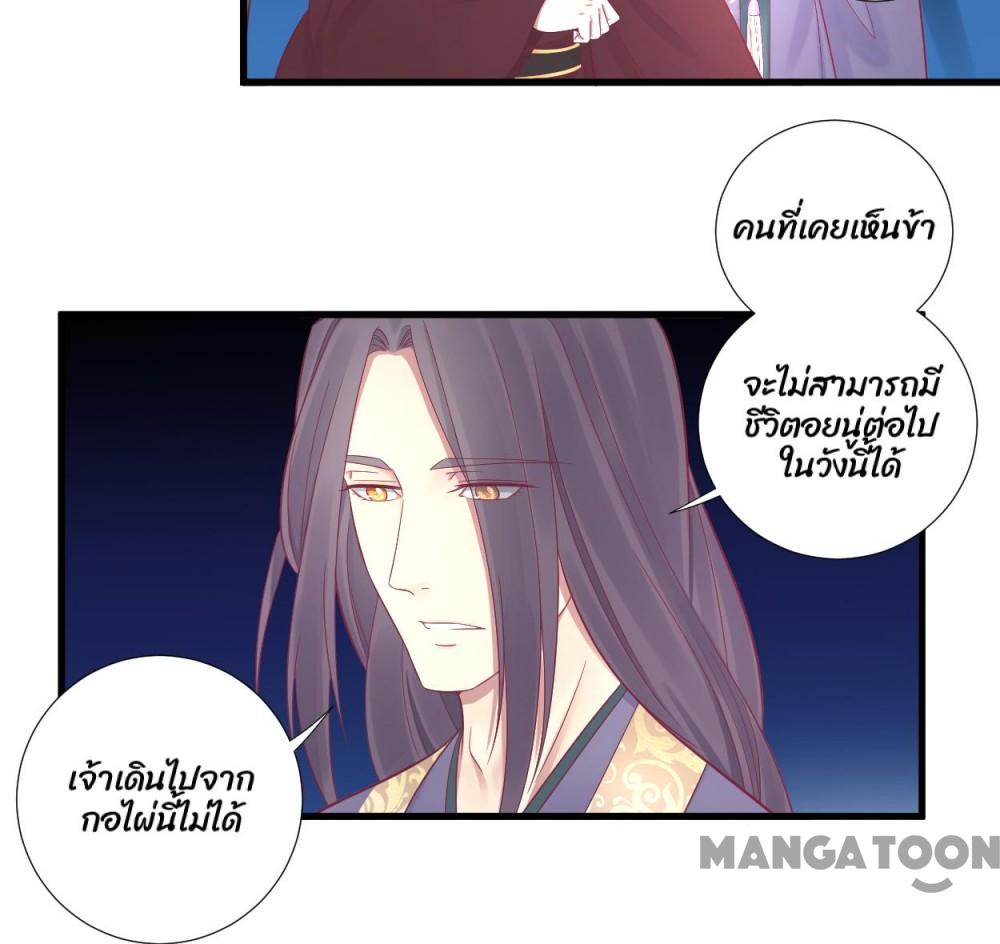 คนที่เคยเห็นข้า
จะไม่สามารถมี
ชีวิตอยนู่ต่อไป
ในวังนี้ได้
เจ้าเดินไปจาก
กอไผ่นี้ไม่ได้
MANGATOON